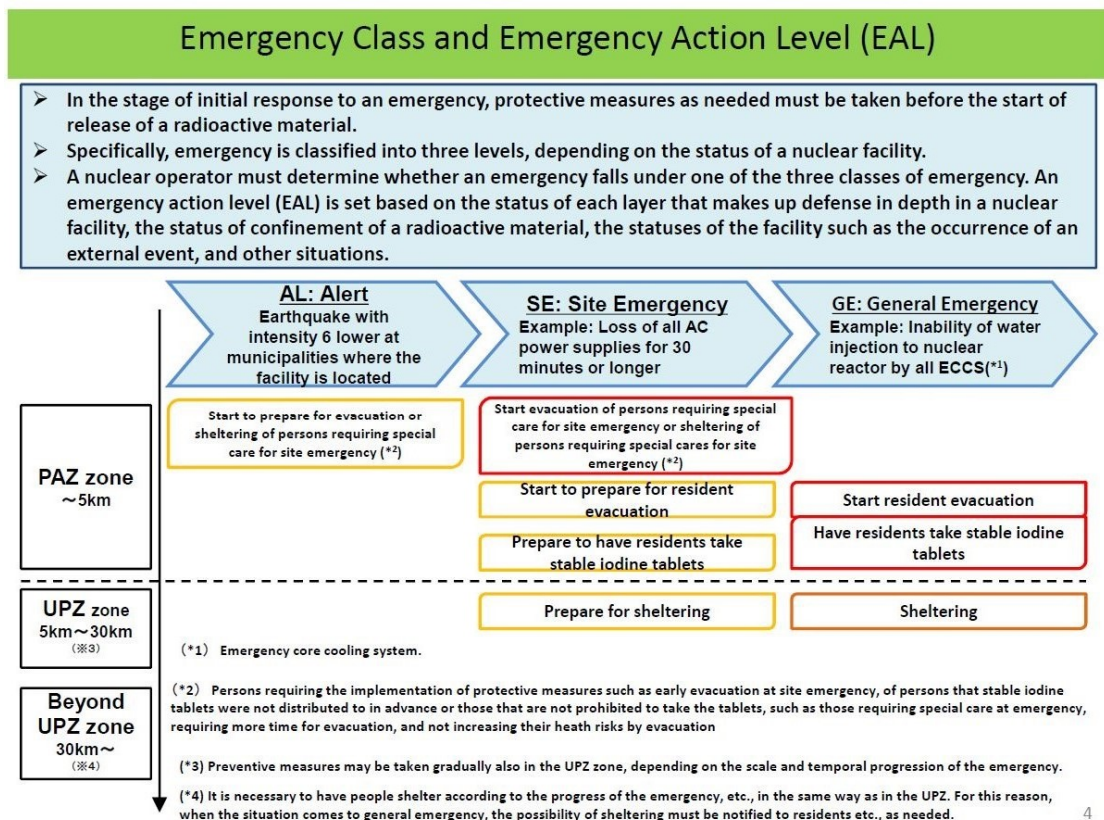 Emergency Class and Emergency Action Level (EAL)
➢ In the stage of initial response to an emergency, protective measures as needed must be taken before the start of
release of a radioactive material.
➢ Specifically, emergency is classified into three levels, depending on the status of a nuclear facility.
➢ A nuclear operator must determine whether an emergency falls under one of the three classes of emergency. An
emergency action level (EAL) is set based on the status of each layer that makes up defense in depth in a nuclear
facility, the status of confinement of a radioactive material, the statuses of the facility such as the occurrence of an
external event, and other situations.
AL: Alert
Earthquake with
intensity 6 lower at
municipalities where the
facility is located
SE: Site Emergency
Example: Loss of all AC
power supplies for 30
minutes or longer
GE: General Emergency
Example: Inability of water
injection to nuclear
reactor by all ECCS(*1)
PAZ zone
～5km
Start to prepare for evacuation or
sheltering of persons requiring special
care for site emergency (*2)
Start evacuation of persons requiring special
care for site emergency or sheltering of
persons requiring special cares for site
emergency (*2)
Start to prepare for resident
evacuation
Prepare to have residents take
stable iodine tablets
Start resident evacuation
Have residents take stable iodine
tablets
UPZ zone
5km～30km
(※3)
Prepare for sheltering
Sheltering
(*1) Emergency core cooling system.
Beyond
UPZ zone
30km～
(※4)
(*2) Persons requiring the implementation of protective measures such as early evacuation at site emergency, of persons that stable iodine
tablets were not distributed to in advance or those that are not prohibited to take the tablets, such as those requiring special care at emergency,
requiring more time for evacuation, and not increasing their heath risks by evacuation
(*3) Preventive measures may be taken gradually also in the UPZ zone, depending on the scale and temporal progression of the emergency.
(*4) It is necessary to have people shelter according to the progress of the emergency, etc., in the same way as in the UPZ. For this reason,
when the situation comes to general emergency, the possibility of sheltering must be notified to residents etc., as needed.
4